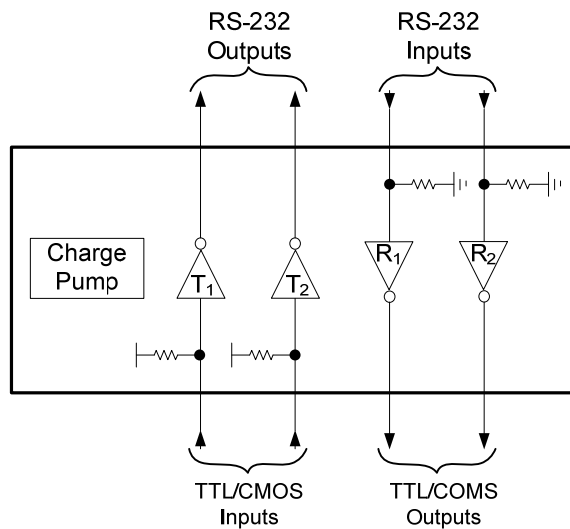 RS-232
Outputs
RS-232
Inputs
Charge
Pump
T1
T2
R1
R2
TTL/CMOS
Inputs
TTL/COMS
Outputs